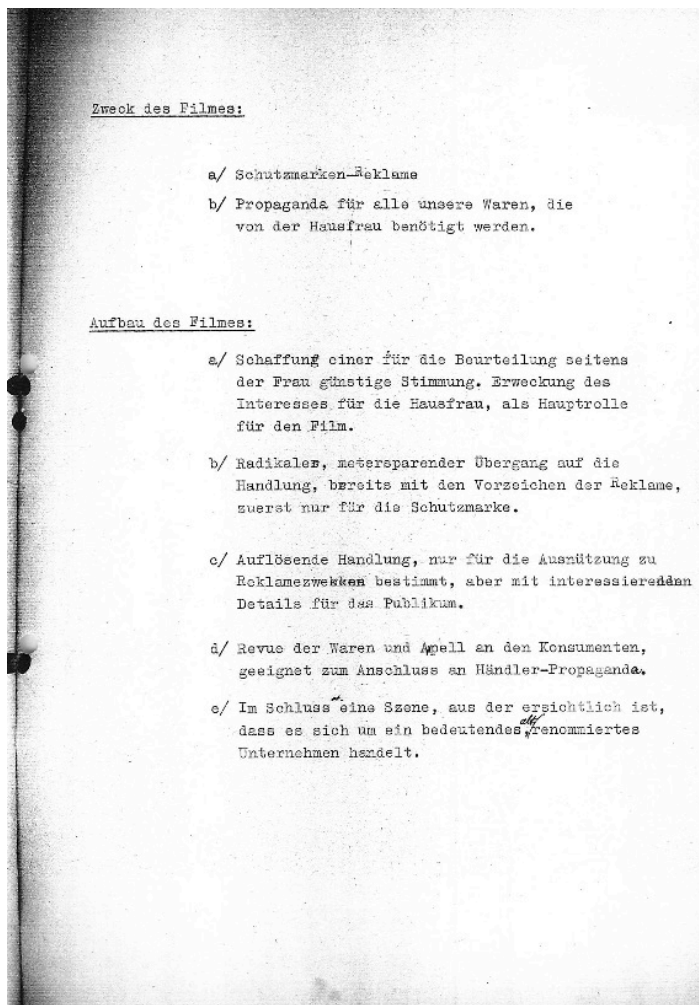 Zweck des Filmes:
a/ Schutzmarken-Reklame
b/ Propaganda für alle unsere Waren, die
von der Hausfrau benötigt werden.
Aufbau des Filmes:
a/ Schaffung einer für die Beurteilung seitens
der Frau günstige Stimmung. Erweckung des
Interesses für die Hausfrau, als Hauptrolle
für den Film.
b/ Radikaler, metersparender Übergang auf die
Handlung, bereits mit den Vorzeichen der Reklame,
zuerst nur für die Schutzmarke.
c/ Auflösende Handlung, nur für die Ausnützung zu
Reklamezwekken bestimmt, aber mit interessierenden
Details für das Publikum.
d/ Revue der Waren und Apell an den Konsumenten,
geeignet zum Anschluss an Händler-Propaganda.
e/ Im Schluss eine Szene, aus der ersichtlich ist,
dass es sich um ein bedeutendes, alt renommiertes
Unternehmen handelt.